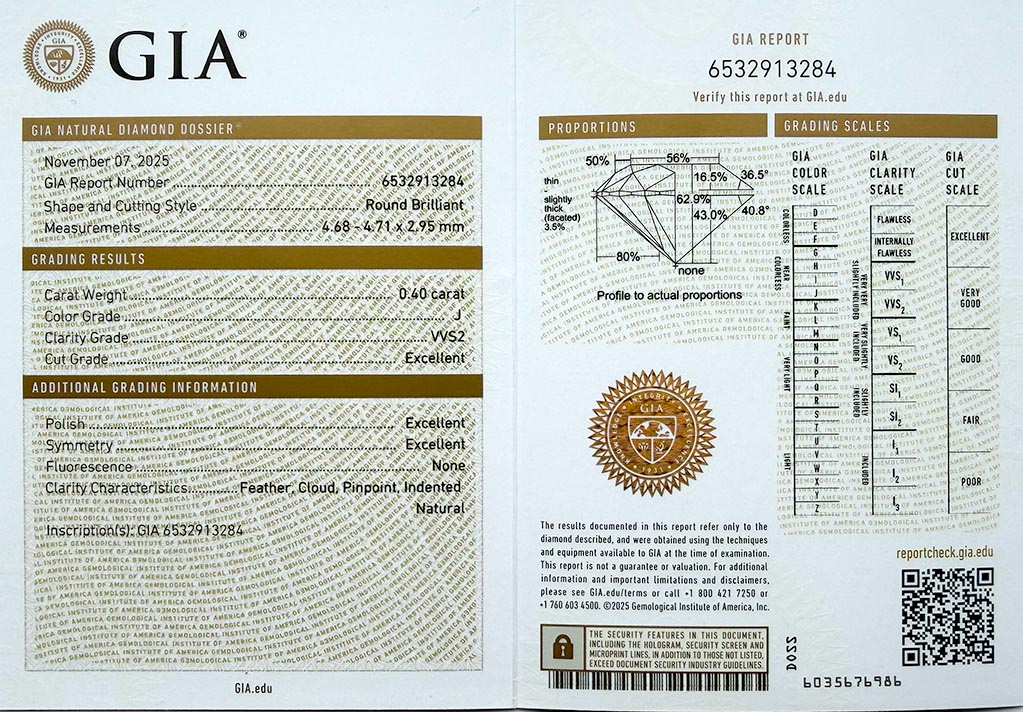 GIA®
GIA NATURAL DIAMOND DOSSIER®
November 07, 2025
GIA Report Number 6532913284
Shape and Cutting Style Round Brilliant
Measurements 4.68 - 4.71 x 2.95 mm
GRADING RESULTS
Carat Weight 0.40 carat
Color Grade J
Clarity Grade VVS2
Cut Grade Excellent
ADDITIONAL GRADING INFORMATION
Polish Excellent
Symmetry Excellent
Fluorescence None
Clarity Characteristics Feather, Cloud, Pinpoint, Indented
Natural
Inscription(s): GIA 6532913284
GIA.edu
GIA REPORT
6532913284
Verify this report at GIA.edu
PROPORTIONS
50%
56%
16.5%
36.5°
thin
-
slightly
thick
(faceted)
3.5%
62.9%
43.0%
40.8°
80%
none
Profile to actual proportions
GIA
The results documented in this report refer only to the
diamond described, and were obtained using the techniques
and equipment available to GIA at the time of examination.
This report is not a guarantee or valuation. For additional
information and important limitations and disclaimers,
please see GIA.edu/terms or call +1 800 421 7250 or
+1 760 603 4500. ©2025 Gemological Institute of America, Inc.
THE SECURITY FEATURES IN THIS DOCUMENT,
INCLUDING THE HOLOGRAM, SECURITY SCREEN AND
MICROPRINT LINES, IN ADDITION TO THOSE NOT LISTED,
EXCEED DOCUMENT SECURITY INDUSTRY GUIDELINES.
GRADING SCALES
GIA
COLOR
SCALE
COLORLESS
D
E
F
NEAR COLORLESS
G
H
I
J
FAINT
K
L
M
VERY LIGHT
N
O
P
Q
R
LIGHT
S
T
U
V
W
X
Y
Z
GIA
CLARITY
SCALE
FLAWLESS
INTERNALLY
FLAWLESS
VERY VERY
SLIGHTLY INCLUDED
VVS1
VVS2
VERY SLIGHTLY
INCLUDED
VS1
VS2
SLIGHTLY
INCLUDED
SI1
SI2
INCLUDED
I1
I2
I3
GIA
CUT
SCALE
EXCELLENT
VERY
GOOD
GOOD
FAIR
POOR
reportcheck.gia.edu
D022
6035676986